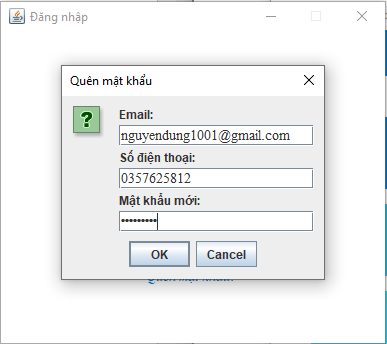 Đăng nhập
Quên mật khẩu
Email:
nguyendung1001@gmail.com
Số điện thoại:
0357625812
Mật khẩu mới:
•••••••••
OK Cancel